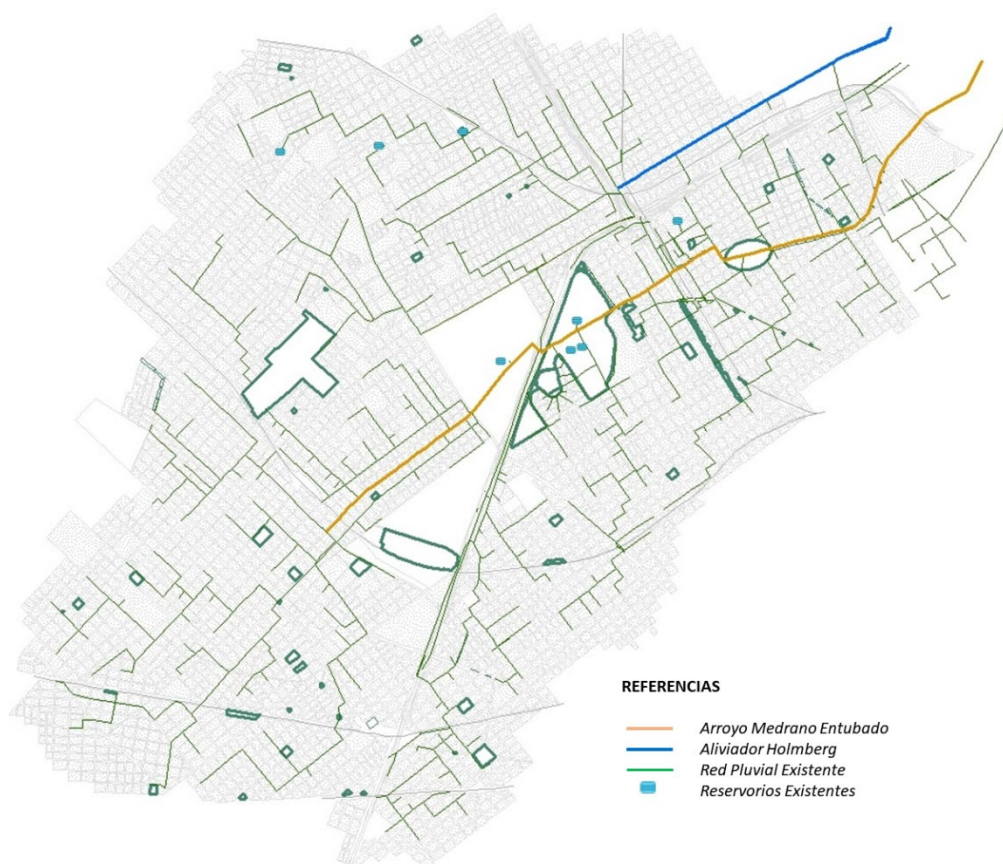 REFERENCIAS
Arroyo Medrano Entubado
Aliviador Holmberg
Red Pluvial Existente
Reservorios Existentes